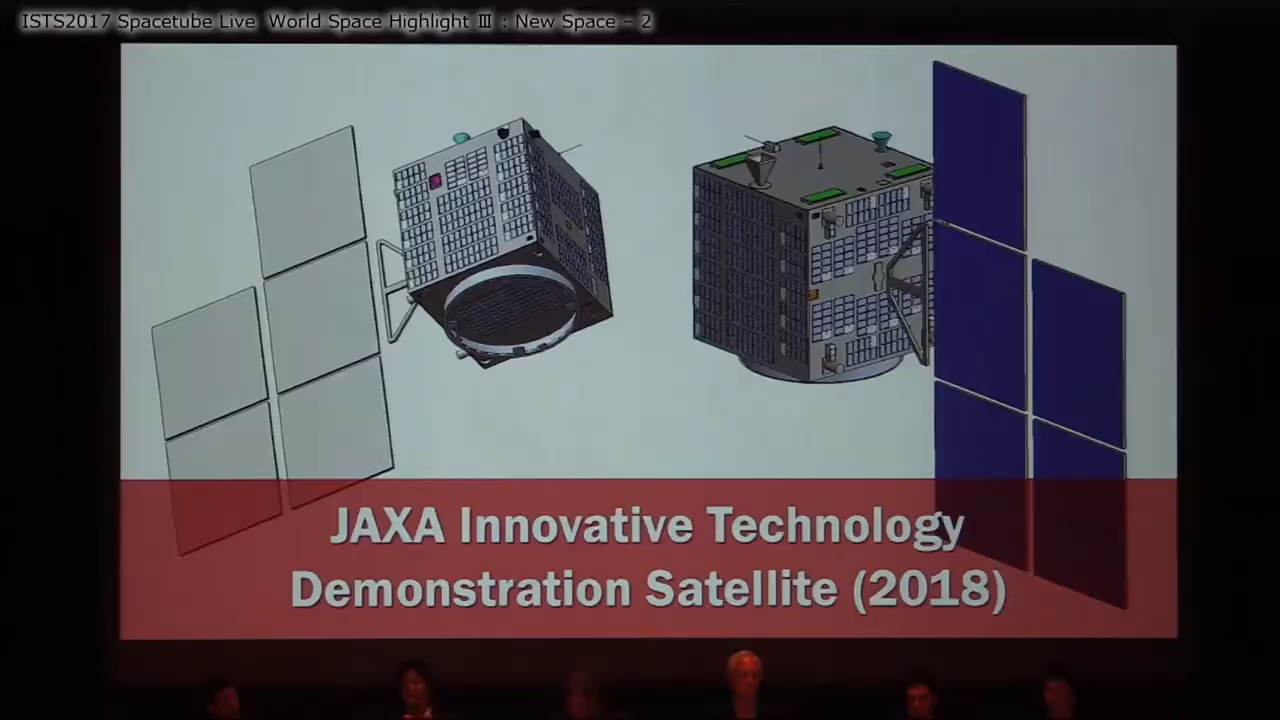 ISTS2017 Spacetube Live World Space Highlight Ⅲ : New Space – 2
JAXA Innovative Technology
Demonstration Satellite (2018)